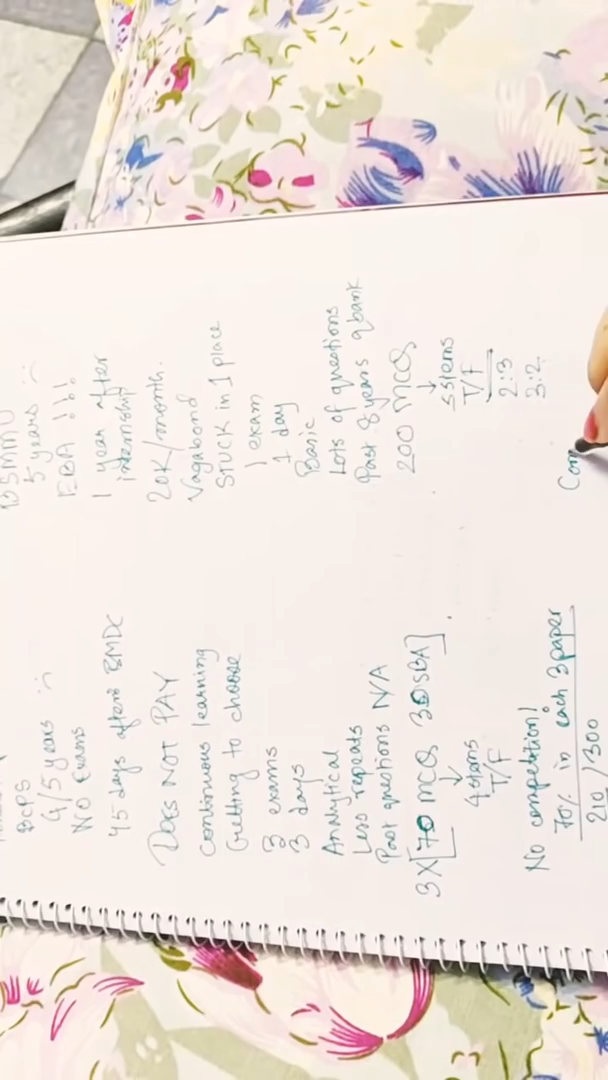 BCPS
4/5 years :-
NO Exams
45 days after BMDC
Does NOT PAY
Continuous learning
Getting to choose
3 exams
3 days
Analytical
Less repeats
Past questions N/A
3X[70 MCQ 30 SBA]
↓
4 stems
T/F
No competition!
70% in each 3 paper
210/300
BSMMU
5 years :-
EBA !!!
1 year after
internship
20K/month.
Vagabond
STUCK in 1 place
1 exam
1 day
Basic
Lots of questions
Past 8 years qbank
200 MCQ
↓
5 stems
T/F
2:3
3:2
Com